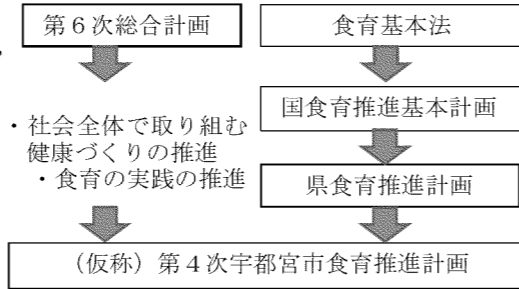 第６次総合計画
食育基本法
国食育推進基本計画
・社会全体で取り組む
健康づくりの推進
・食育の実践の推進
県食育推進計画
（仮称）第４次宇都宮市食育推進計画